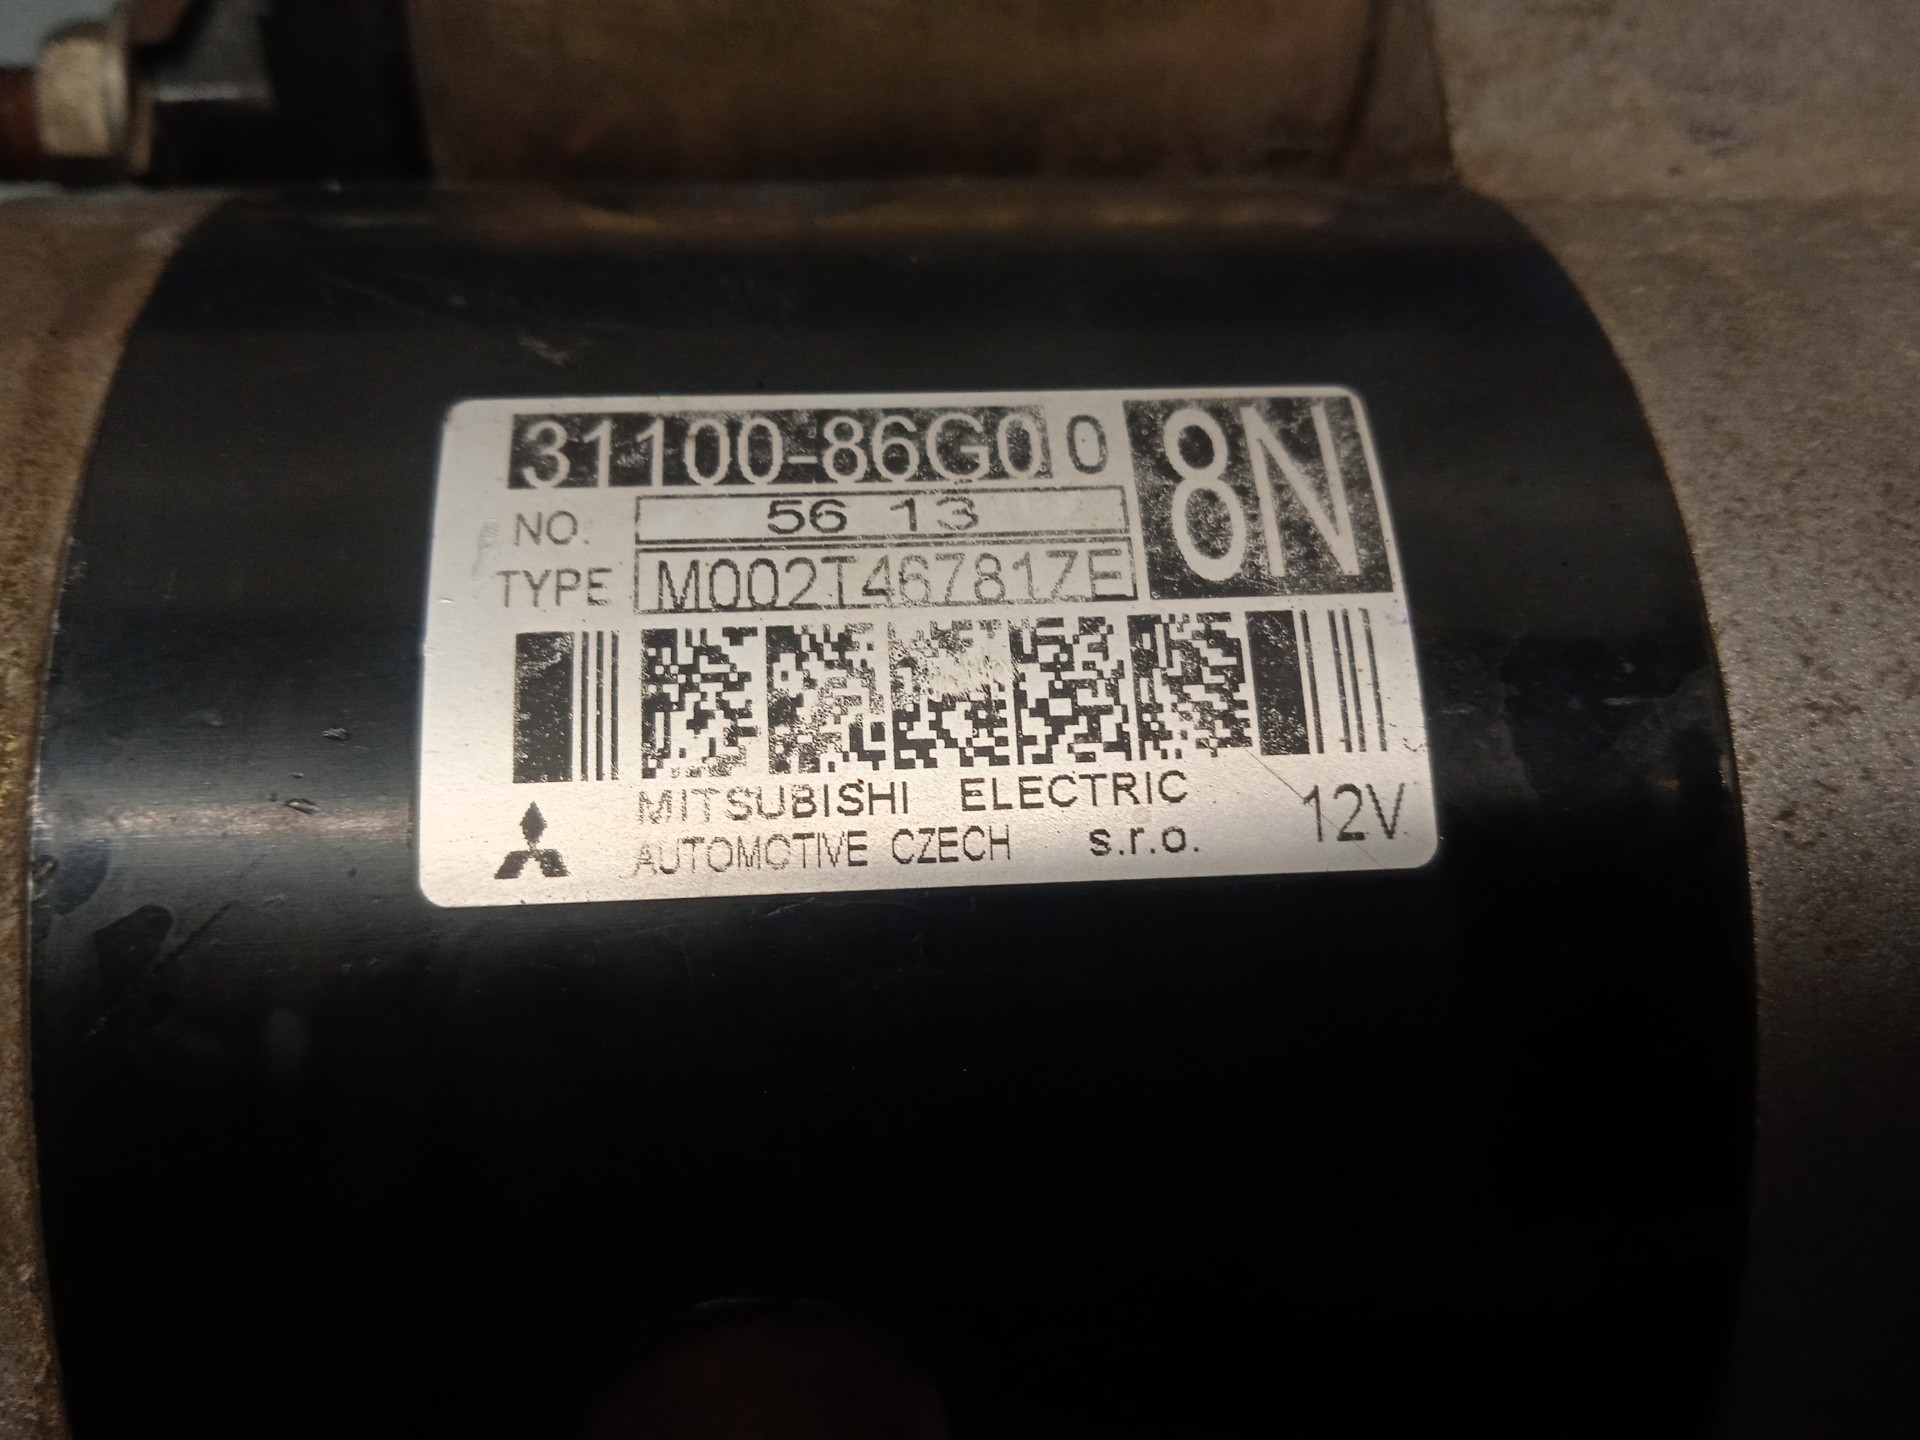 31100-86G00
8N
NO. 56 13
TYPE M002T46781ZE
MITSUBISHI ELECTRIC
AUTOMOTIVE CZECH s.r.o.
12V